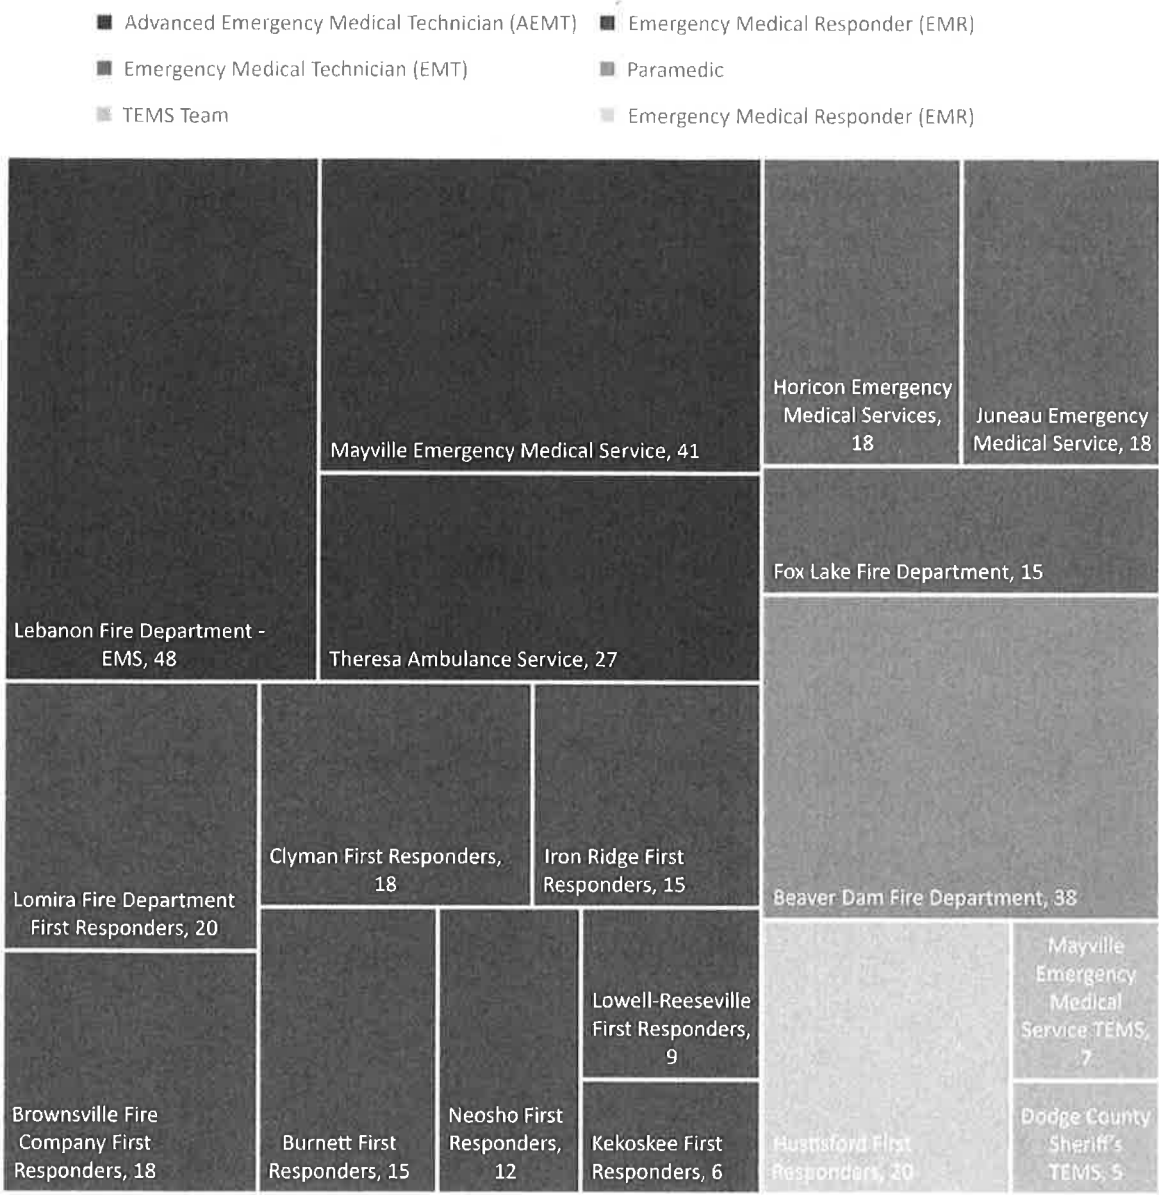 Advanced Emergency Medical Technician (AEMT)
Emergency Medical Responder (EMR)
Emergency Medical Technician (EMT)
Paramedic
TEMS Team
Emergency Medical Responder (EMR)
Lebanon Fire Department -
EMS, 48
Mayville Emergency Medical Service, 41
Theresa Ambulance Service, 27
Horicon Emergency
Medical Services,
18
Juneau Emergency
Medical Service, 18
Fox Lake Fire Department, 15
Beaver Dam Fire Department, 38
Lomira Fire Department
First Responders, 20
Clyman First Responders,
18
Iron Ridge First
Responders, 15
Brownsville Fire
Company First
Responders, 18
Burnett First
Responders, 15
Neosho First
Responders,
12
Lowell-Reeseville
First Responders,
9
Kekoskee First
Responders, 6
Hustisford First
Responders, 20
Mayville
Emergency
Medical
Service TEMS,
7
Dodge County
Sheriff's
TEMS, 5